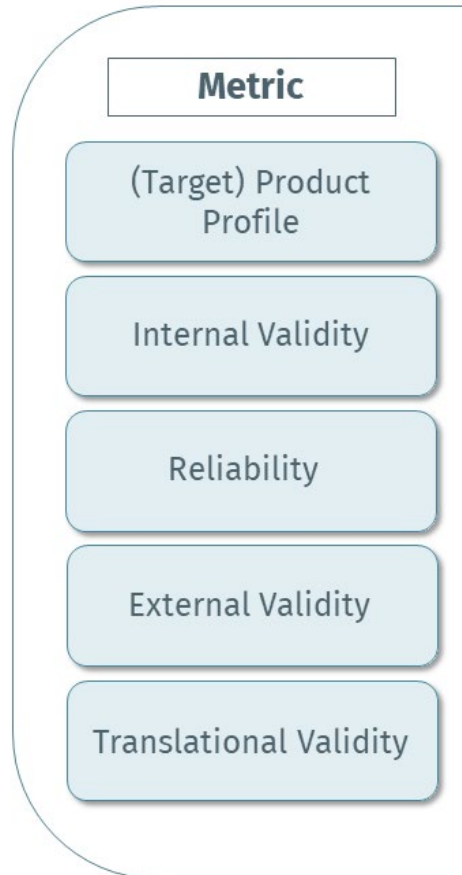 Metric
(Target) Product
Profile
Internal Validity
Reliability
External Validity
Translational Validity